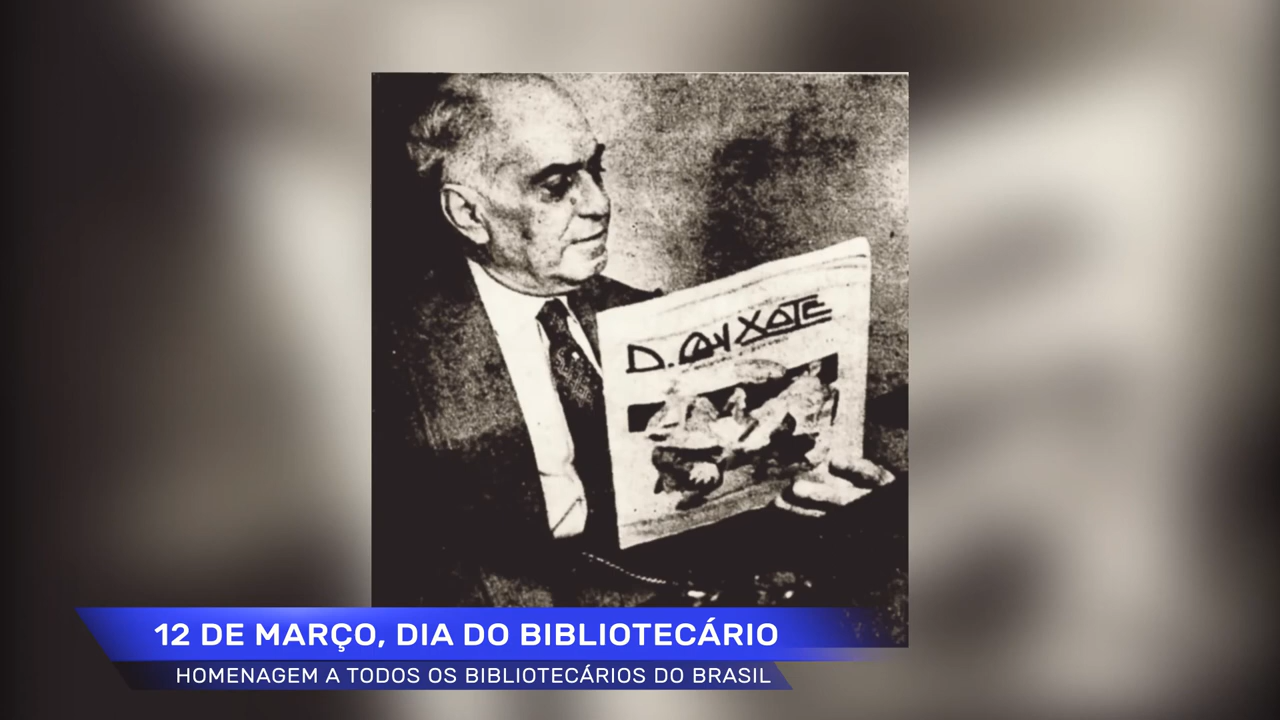 D. QUIXOTE
12 DE MARÇO, DIA DO BIBLIOTECÁRIO
HOMENAGEM A TODOS OS BIBLIOTECÁRIOS DO BRASIL